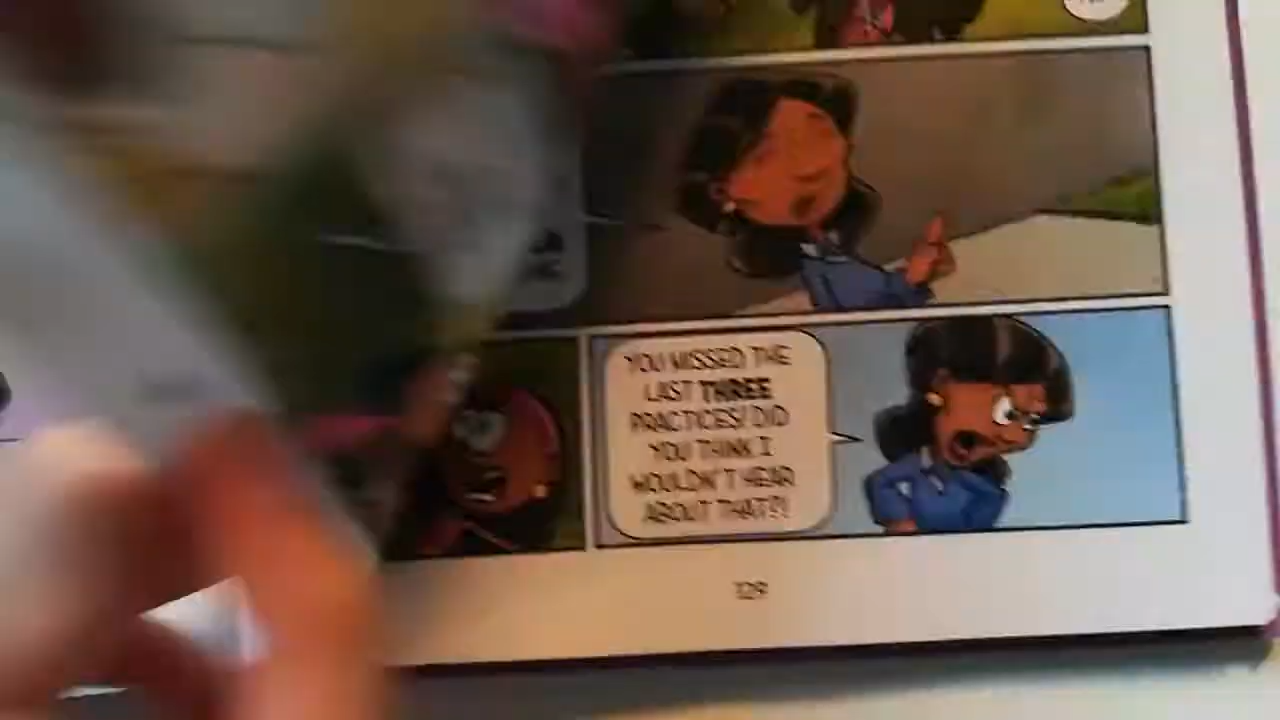 YOU MISSED THE
LAST THREE
PRACTICES! DID
YOU THINK I
WOULDN'T HEAR
ABOUT THAT?!
129